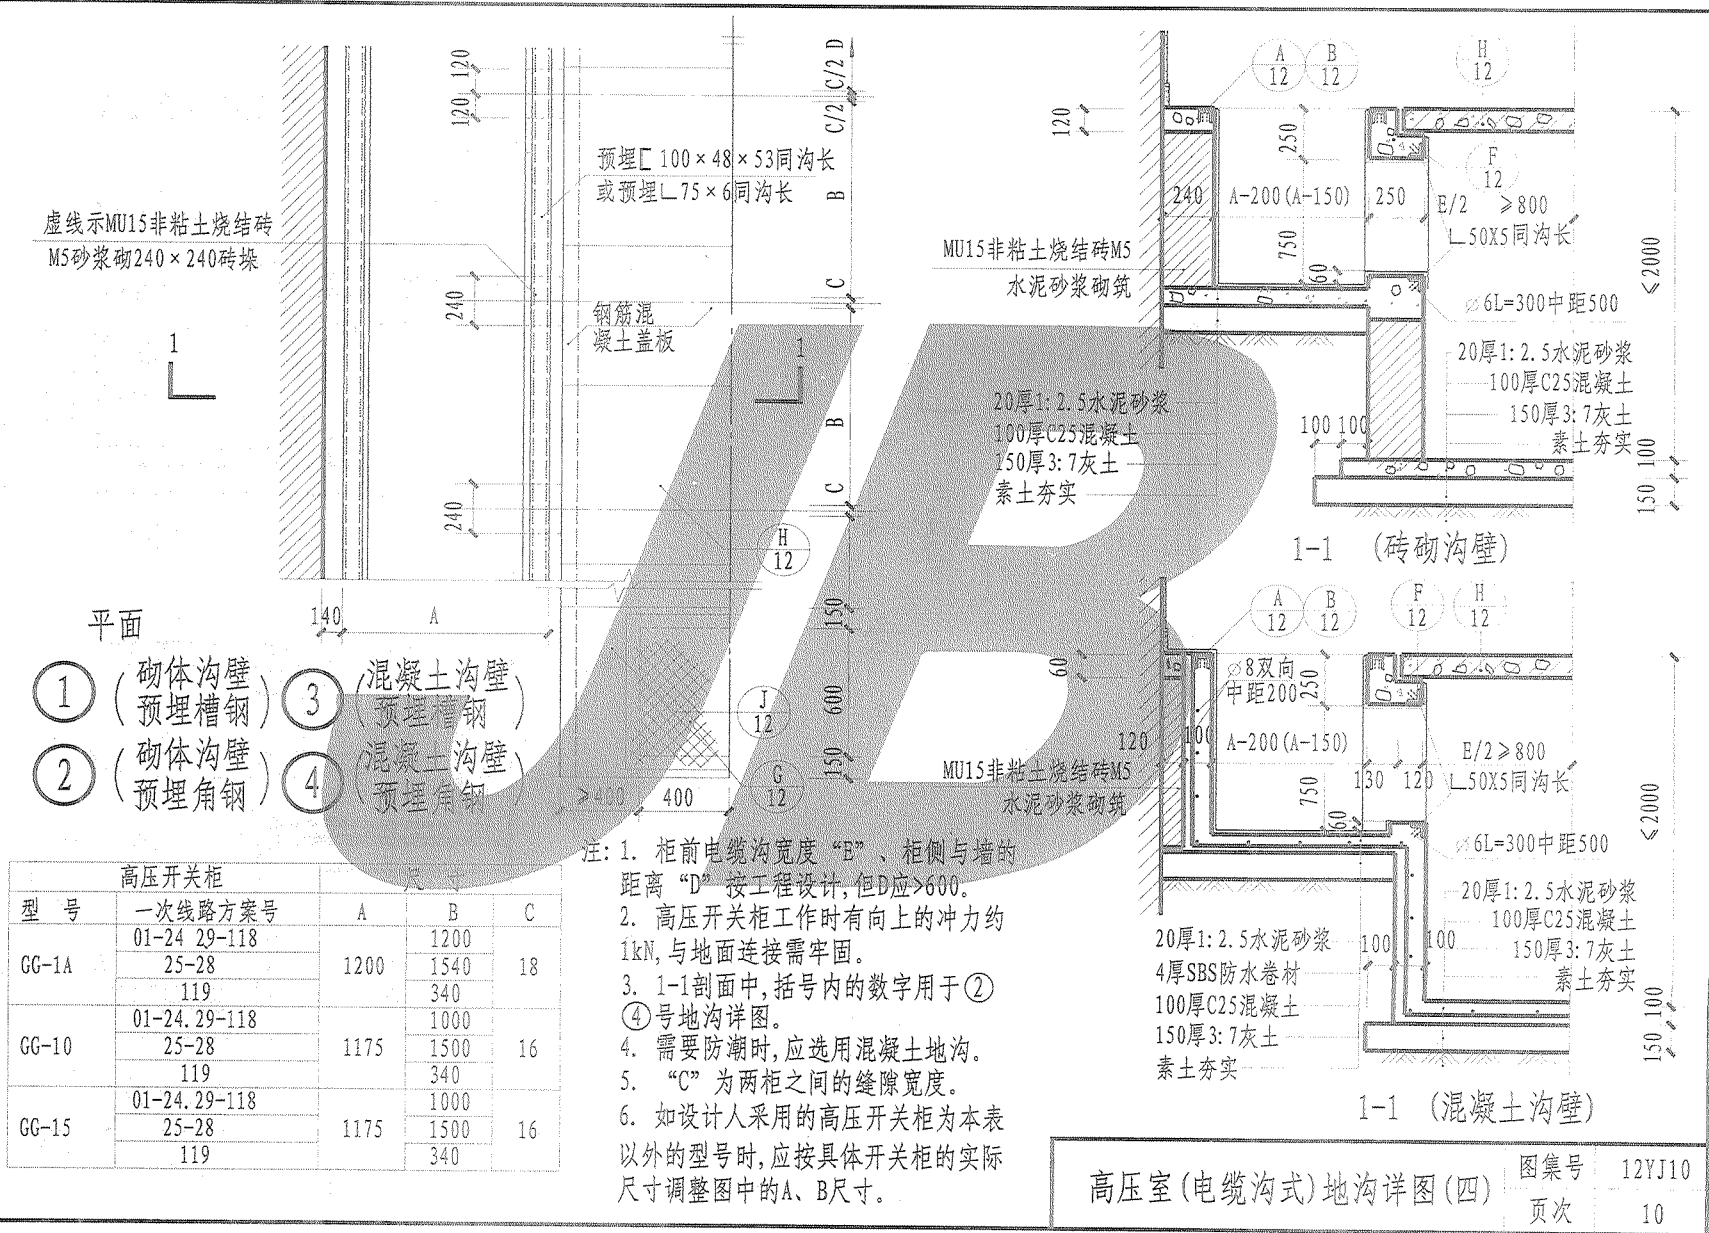 120
120
C/2 D
C/2
B
预埋[ 100×48×53同沟长
或预埋∟75×6同沟长
虚线示MU15非粘土烧结砖
M5砂浆砌240×240砖垛
240
C
钢筋混
凝土盖板
1
1
B
C
240
H
12
140
A
150
600
150
J
12
G
12
≥400
400
平面
① (砌体沟壁 预埋槽钢)
③ (混凝土沟壁 预埋槽钢)
② (砌体沟壁 预埋角钢)
④ (混凝土沟壁 预埋角钢)
高压开关柜 尺寸
型 号 一次线路方案号 A B C
GG-1A 01-24 29-118 1200 1200 18
25-28 1540
119 340
GG-10 01-24.29-118 1175 1000 16
25-28 1500
119 340
GG-15 01-24.29-118 1175 1000 16
25-28 1500
119 340
注: 1. 柜前电缆沟宽度“E”、柜侧与墙的
距离“D”按工程设计,但D应>600。
2. 高压开关柜工作时有向上的冲力约
1kN,与地面连接需牢固。
3. 1-1剖面中,括号内的数字用于②
④号地沟详图。
4. 需要防潮时,应选用混凝土地沟。
5. “C”为两柜之间的缝隙宽度。
6. 如设计人采用的高压开关柜为本表
以外的型号时,应按具体开关柜的实际
尺寸调整图中的A、B尺寸。
A
12
B
12
H
12
120
250
F
12
240
A-200(A-150)
250
E/2 ≥800
∟50X5同沟长
MU15非粘土烧结砖M5
水泥砂浆砌筑
750
60
≤2000
∅6L=300中距500
20厚1:2.5水泥砂浆
100厚C25混凝土
150厚3:7灰土
素土夯实
20厚1:2.5水泥砂浆
100厚C25混凝土
150厚3:7灰土
素土夯实
100 100
100
150
1-1 (砖砌沟壁)
A
12
B
12
F
12
H
12
60
∅8双向
中距200
250
120
100
A-200(A-150)
E/2≥800
∟50X5同沟长
MU15非粘土烧结砖M5
水泥砂浆砌筑
750
130 120
60
≤2000
∅6L=300中距500
20厚1:2.5水泥砂浆
100厚C25混凝土
150厚3:7灰土
素土夯实
20厚1:2.5水泥砂浆
4厚SBS防水卷材
100厚C25混凝土
150厚3:7灰土
素土夯实
100
100
100
150
1-1 (混凝土沟壁)
高压室(电缆沟式)地沟详图(四)
图集号 12YJ10
页次 10
JB